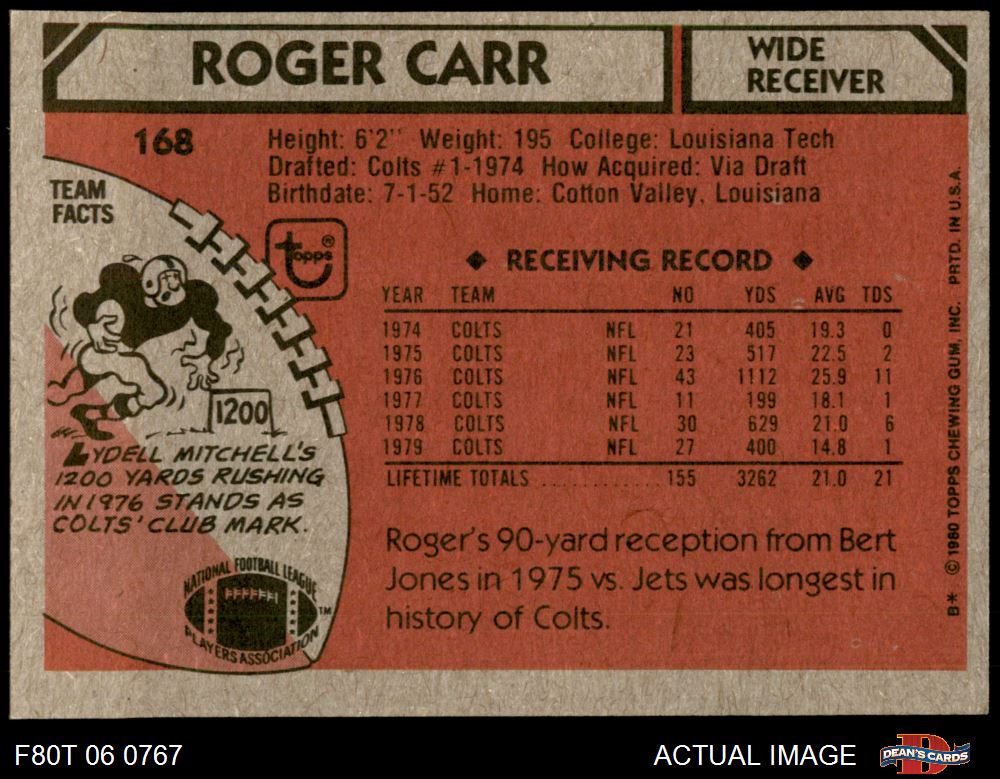 ROGER CARR
WIDE
RECEIVER
168
Height: 6'2" Weight: 195 College: Louisiana Tech
Drafted: Colts #1-1974 How Acquired: Via Draft
Birthdate: 7-1-52 Home: Cotton Valley, Louisiana
TEAM
FACTS
topps®
1200
LYDELL MITCHELL'S
1200 YARDS RUSHING
IN 1976 STANDS AS
COLTS' CLUB MARK.
NATIONAL FOOTBALL LEAGUE
PLAYERS ASSOCIATION
TM
◆ RECEIVING RECORD ◆
YEAR TEAM NO YDS AVG TDS
1974 COLTS NFL 21 405 19.3 0
1975 COLTS NFL 23 517 22.5 2
1976 COLTS NFL 43 1112 25.9 11
1977 COLTS NFL 11 199 18.1 1
1978 COLTS NFL 30 629 21.0 6
1979 COLTS NFL 27 400 14.8 1
LIFETIME TOTALS ............ 155 3262 21.0 21
Roger's 90-yard reception from Bert
Jones in 1975 vs. Jets was longest in
history of Colts.
B* © 1980 TOPPS CHEWING GUM, INC. PRTD. IN U.S.A.
F80T 06 0767
ACTUAL IMAGE
D
DEAN'S CARDS